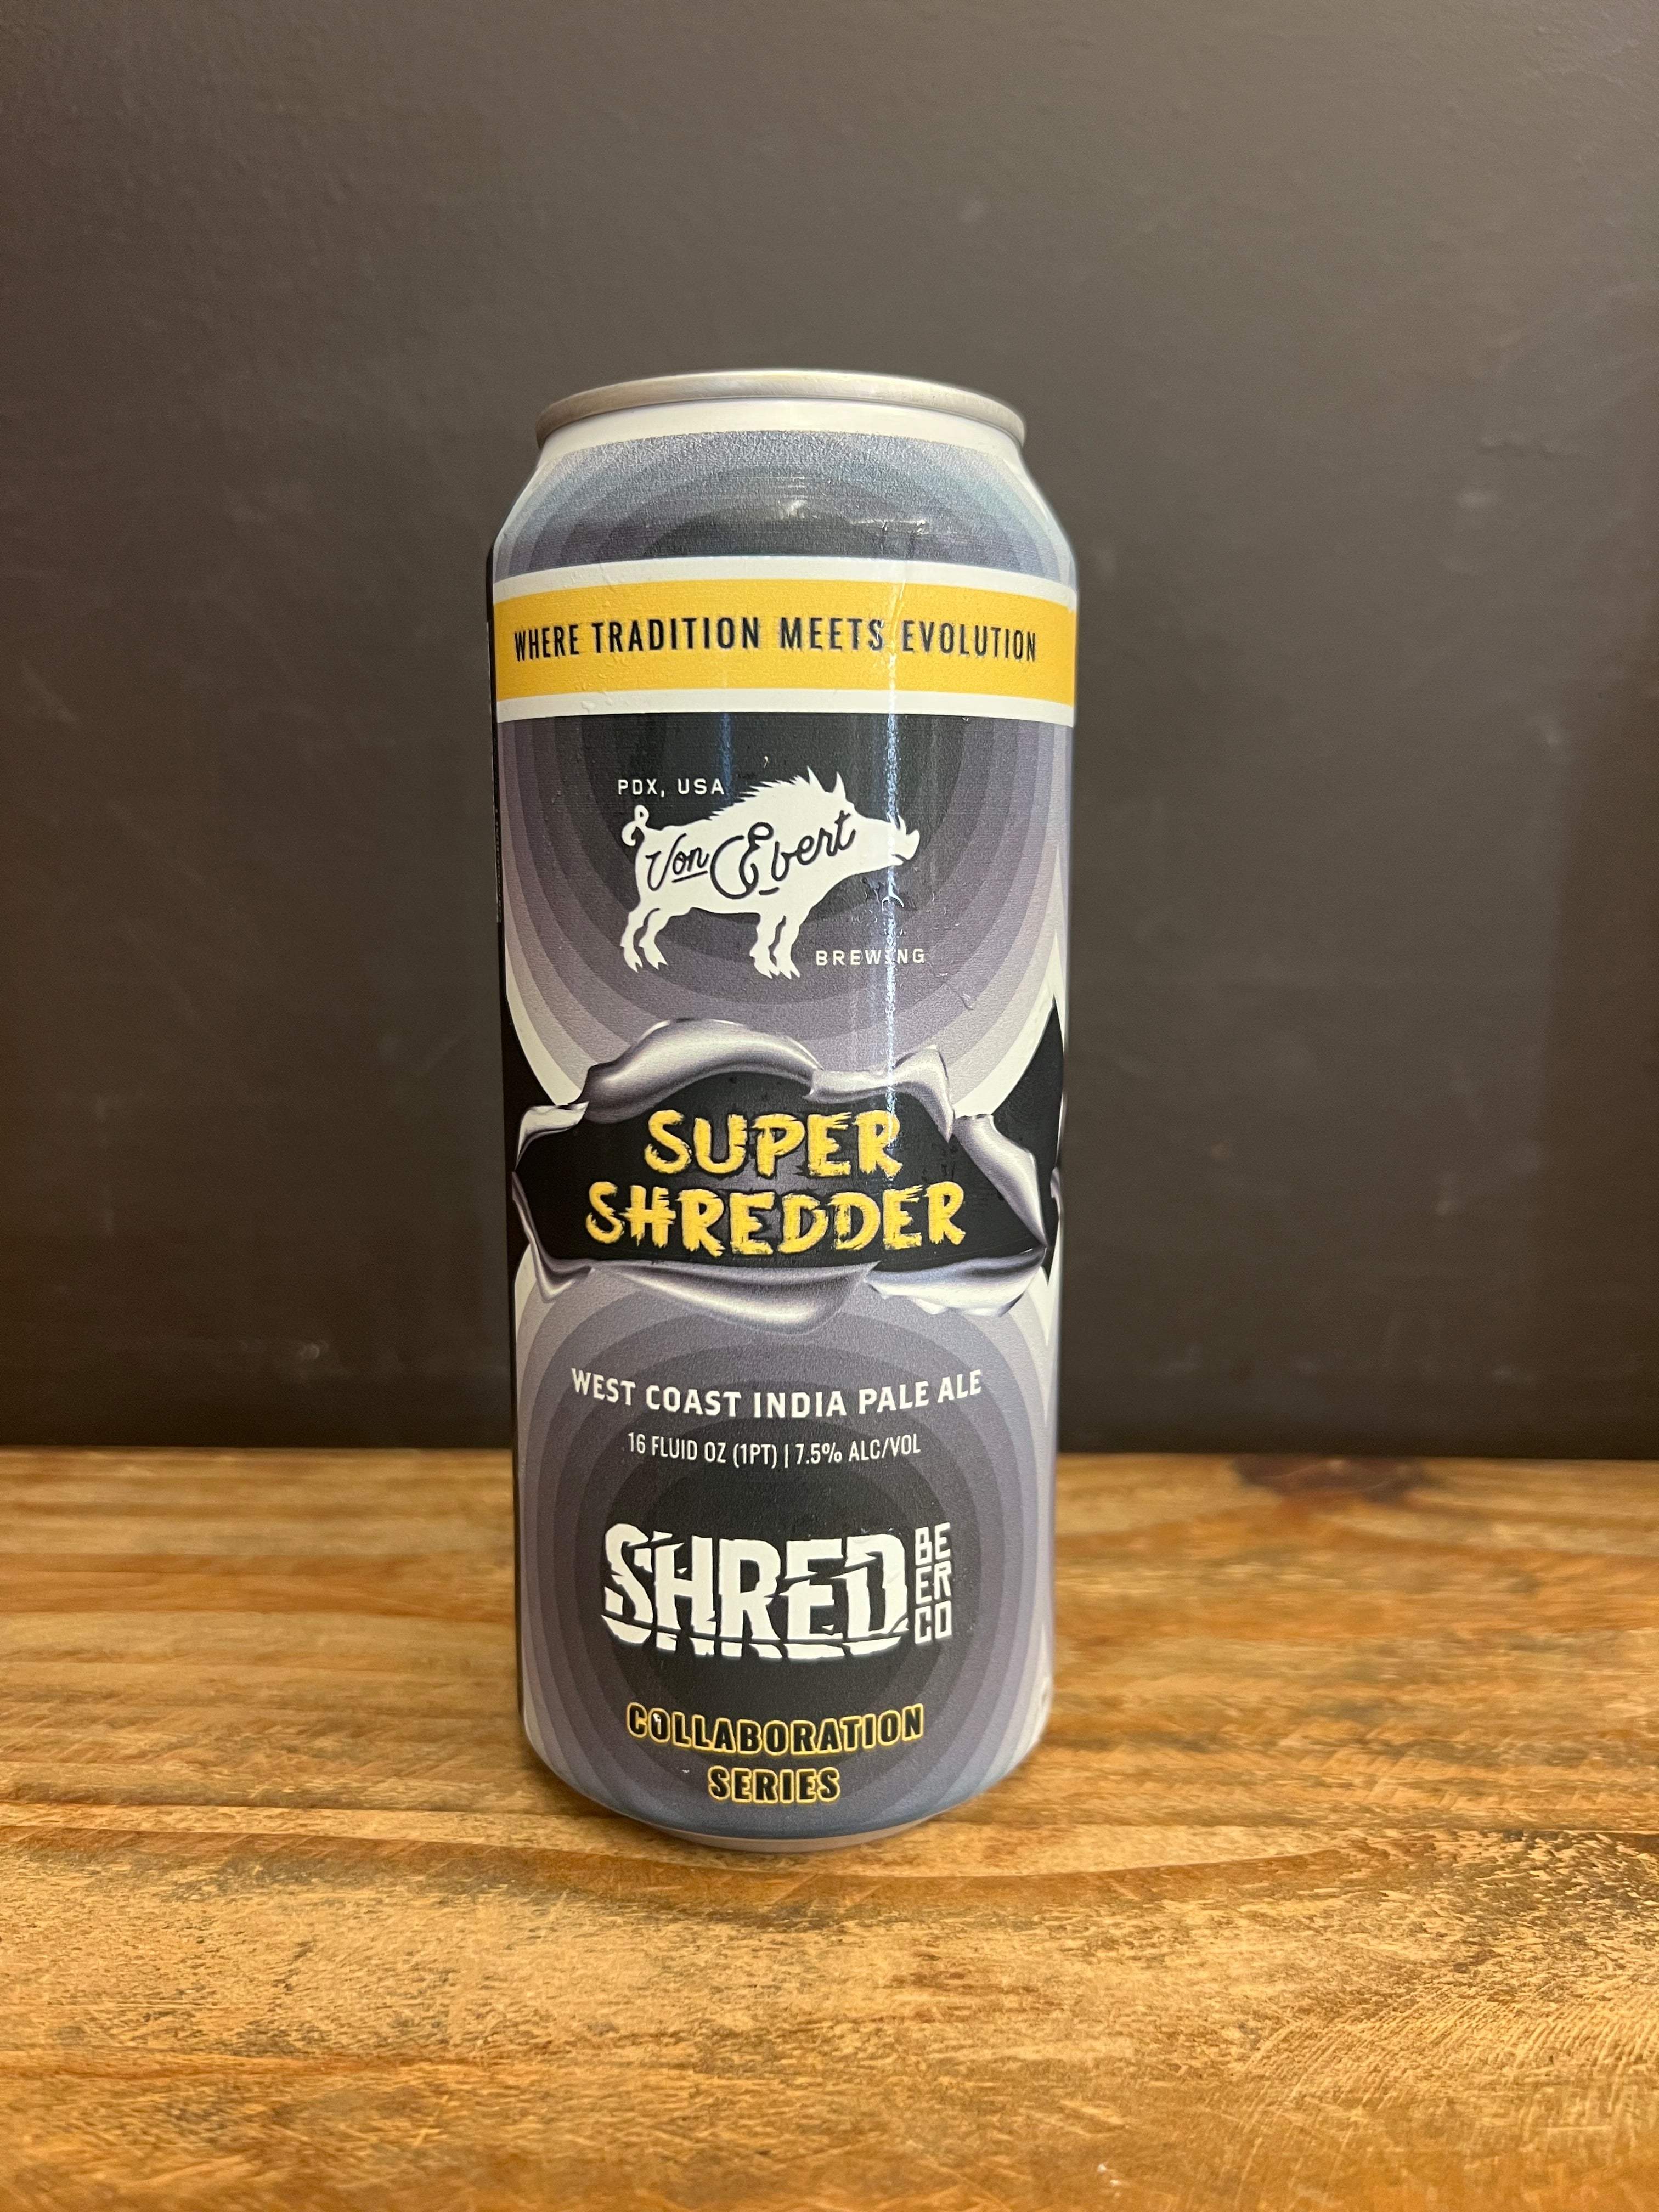 WHERE TRADITION MEETS EVOLUTION
PDX, USA
Von Ebert
BREWING
SUPER
SHREDDER
WEST COAST INDIA PALE ALE
16 FLUID OZ (1PT) | 7.5% ALC/VOL
SHRED
BE
ER
CO
COLLABORATION
SERIES